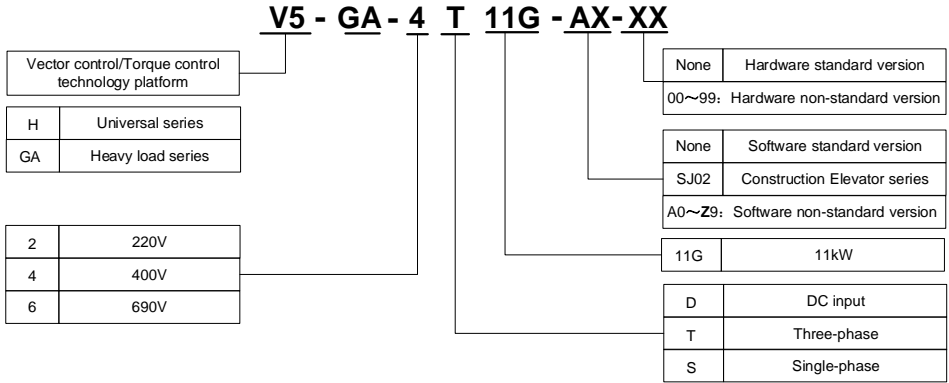 V5 - GA - 4 T 11G - AX- XX
Vector control/Torque control
technology platform
H Universal series
GA Heavy load series
2 220V
4 400V
6 690V
None Hardware standard version
00～99：Hardware non-standard version
None Software standard version
SJ02 Construction Elevator series
A0～Z9：Software non-standard version
11G 11kW
D DC input
T Three-phase
S Single-phase